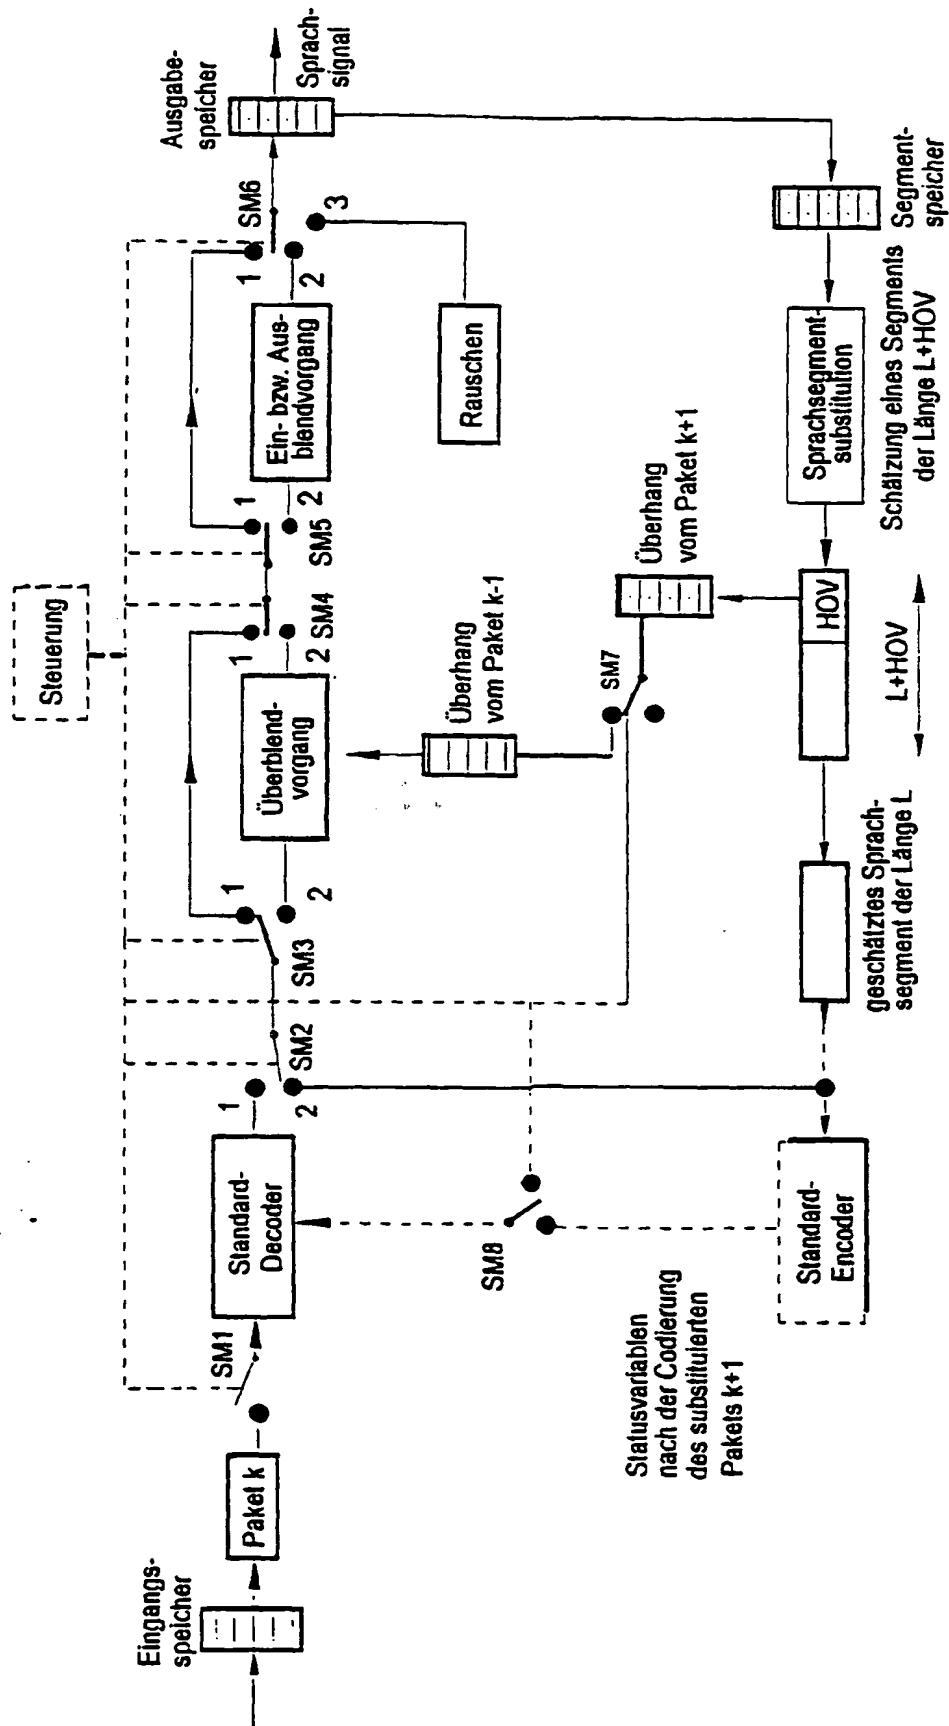 Steuerung
Eingangs-
speicher
Paket k
SM1
Standard-
Decoder
1
2
SM2
SM3
1
2
Überblend-
vorgang
1
2
SM4
SM5
1
2
Ein- bzw. Aus-
blendvorgang
1
2
3
SM6
Ausgabe-
speicher
Sprach-
signal
Rauschen
Überhang
vom Paket k-1
SM7
Überhang
vom Paket k+1
SM8
Statusvariablen
nach der Codierung
des substituierten
Pakets k+1
Standard-
Encoder
geschätztes Sprach-
segment der Länge L
HOV
L+HOV
Sprachsegment-
substitution
Schätzung eines Segments
der Länge L+HOV
Segment-
speicher